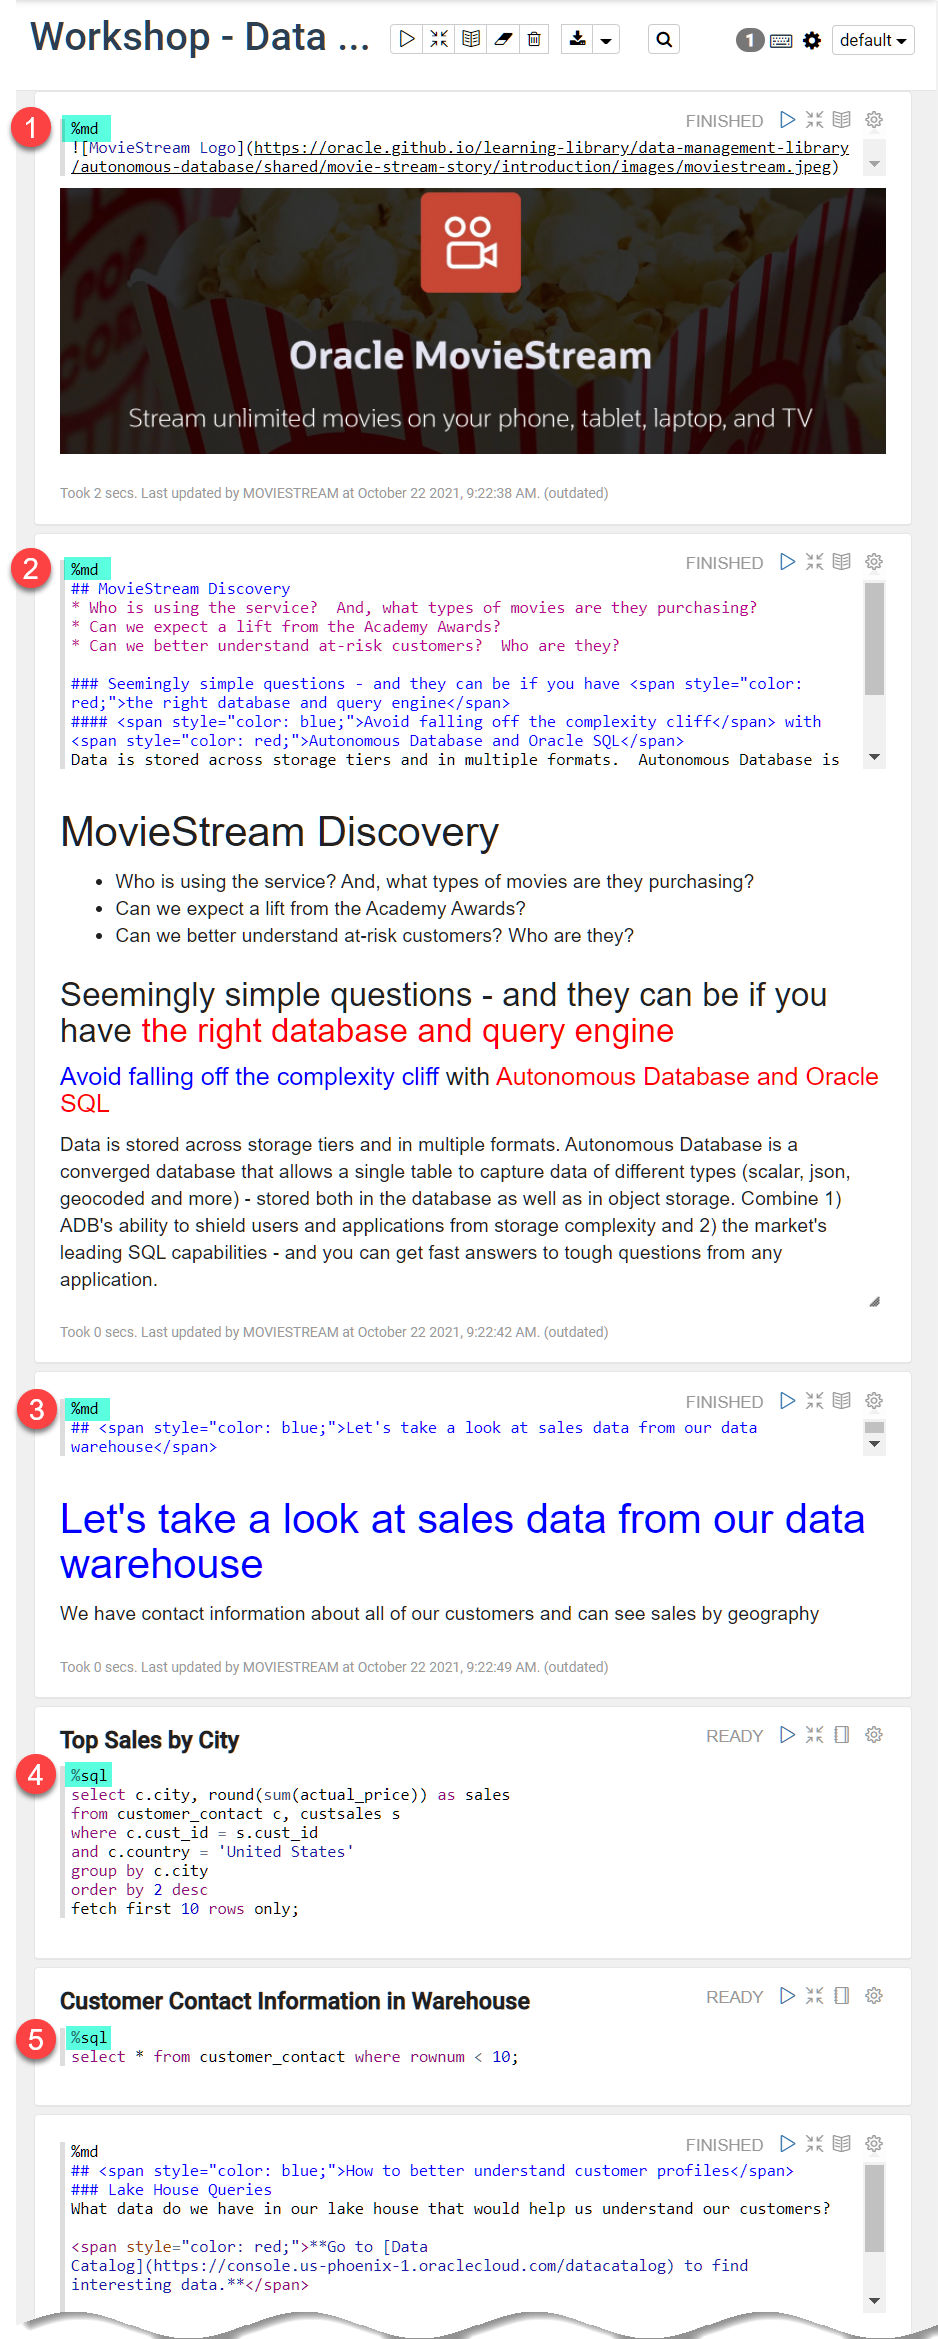 Workshop - Data ...
1
default
1
%md
FINISHED
![MovieStream Logo](https://oracle.github.io/learning-library/data-management-library
/autonomous-database/shared/movie-stream-story/introduction/images/moviestream.jpeg)
Oracle MovieStream
Stream unlimited movies on your phone, tablet, laptop, and TV
Took 2 secs. Last updated by MOVIESTREAM at October 22 2021, 9:22:38 AM. (outdated)
2
%md
FINISHED
## MovieStream Discovery
* Who is using the service?  And, what types of movies are they purchasing?
* Can we expect a lift from the Academy Awards?
* Can we better understand at-risk customers?  Who are they?
### Seemingly simple questions - and they can be if you have <span style="color:
red;">the right database and query engine</span>
#### <span style="color: blue;">Avoid falling off the complexity cliff</span> with
<span style="color: red;">Autonomous Database and Oracle SQL</span>
Data is stored across storage tiers and in multiple formats.  Autonomous Database is
MovieStream Discovery
• Who is using the service? And, what types of movies are they purchasing?
• Can we expect a lift from the Academy Awards?
• Can we better understand at-risk customers? Who are they?
Seemingly simple questions - and they can be if you
have the right database and query engine
Avoid falling off the complexity cliff with Autonomous Database and Oracle
SQL
Data is stored across storage tiers and in multiple formats. Autonomous Database is a
converged database that allows a single table to capture data of different types (scalar, json,
geocoded and more) - stored both in the database as well as in object storage. Combine 1)
ADB's ability to shield users and applications from storage complexity and 2) the market's
leading SQL capabilities - and you can get fast answers to tough questions from any
application.
Took 0 secs. Last updated by MOVIESTREAM at October 22 2021, 9:22:42 AM. (outdated)
3
%md
FINISHED
## <span style="color: blue;">Let's take a look at sales data from our data
warehouse</span>
Let's take a look at sales data from our data
warehouse
We have contact information about all of our customers and can see sales by geography
Took 0 secs. Last updated by MOVIESTREAM at October 22 2021, 9:22:49 AM. (outdated)
Top Sales by City
READY
4
%sql
select c.city, round(sum(actual_price)) as sales
from customer_contact c, custsales s
where c.cust_id = s.cust_id
and c.country = 'United States'
group by c.city
order by 2 desc
fetch first 10 rows only;
Customer Contact Information in Warehouse
READY
5
%sql
select * from customer_contact where rownum < 10;
%md
FINISHED
## <span style="color: blue;">How to better understand customer profiles</span>
### Lake House Queries
What data do we have in our lake house that would help us understand our customers?
<span style="color: red;">**Go to [Data
Catalog](https://console.us-phoenix-1.oraclecloud.com/datacatalog) to find
interesting data.**</span>